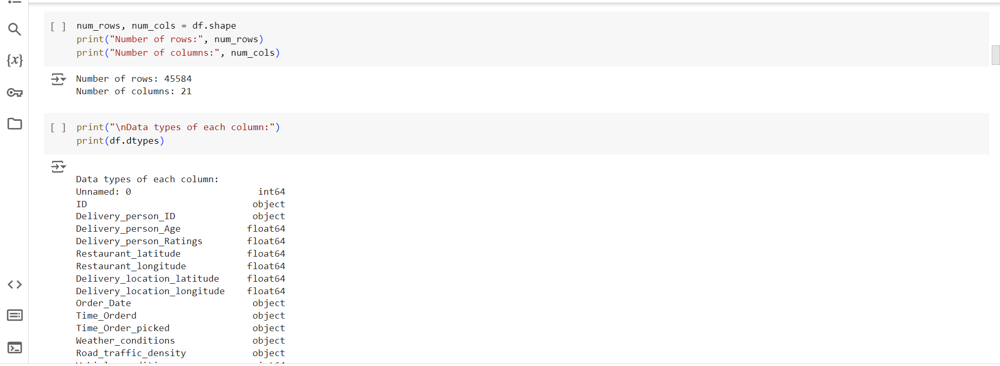 [ ] num_rows, num_cols = df.shape
print("Number of rows:", num_rows)
print("Number of columns:", num_cols)
{x}
Number of rows: 45584
Number of columns: 21
[ ] print("\nData types of each column:")
print(df.dtypes)
Data types of each column:
Unnamed: 0 int64
ID object
Delivery_person_ID object
Delivery_person_Age float64
Delivery_person_Ratings float64
Restaurant_latitude float64
Restaurant_longitude float64
Delivery_location_latitude float64
Delivery_location_longitude float64
Order_Date object
Time_Orderd object
Time_Order_picked object
Weather_conditions object
Road_traffic_density object